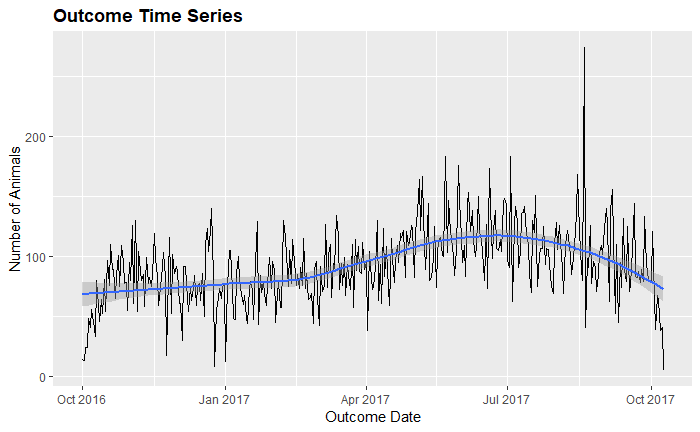 Outcome Time Series
Number of Animals
200
100
0
Oct 2016
Jan 2017
Apr 2017
Jul 2017
Oct 2017
Outcome Date